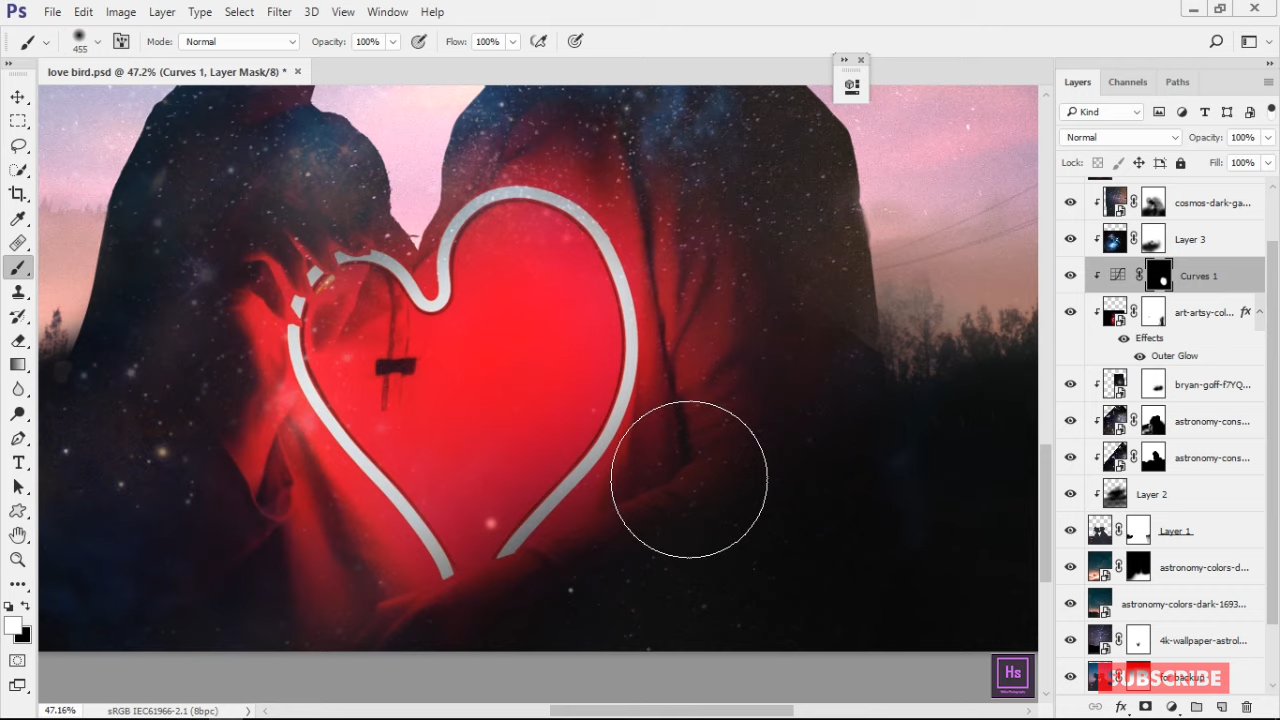 Ps File Edit Image Layer Type Select Filter 3D View Window Help
455 Mode: Normal Opacity: 100% Flow: 100%
love bird.psd @ 47.2% (Curves 1, Layer Mask/8) *
Layers Channels Paths
Kind
Normal Opacity: 100%
Lock: Fill: 100%
cosmos-dark-ga...
Layer 3
Curves 1
art-artsy-col... fx
Effects
Outer Glow
bryan-goff-f7YQ...
astronomy-cons...
astronomy-cons...
Layer 2
Layer 1
astronomy-colors-d...
astronomy-colors-dark-1693...
4k-wallpaper-astrol...
for backup
UBSCRIBE
Hs
47.16% sRGB IEC61966-2.1 (8bpc)
fx